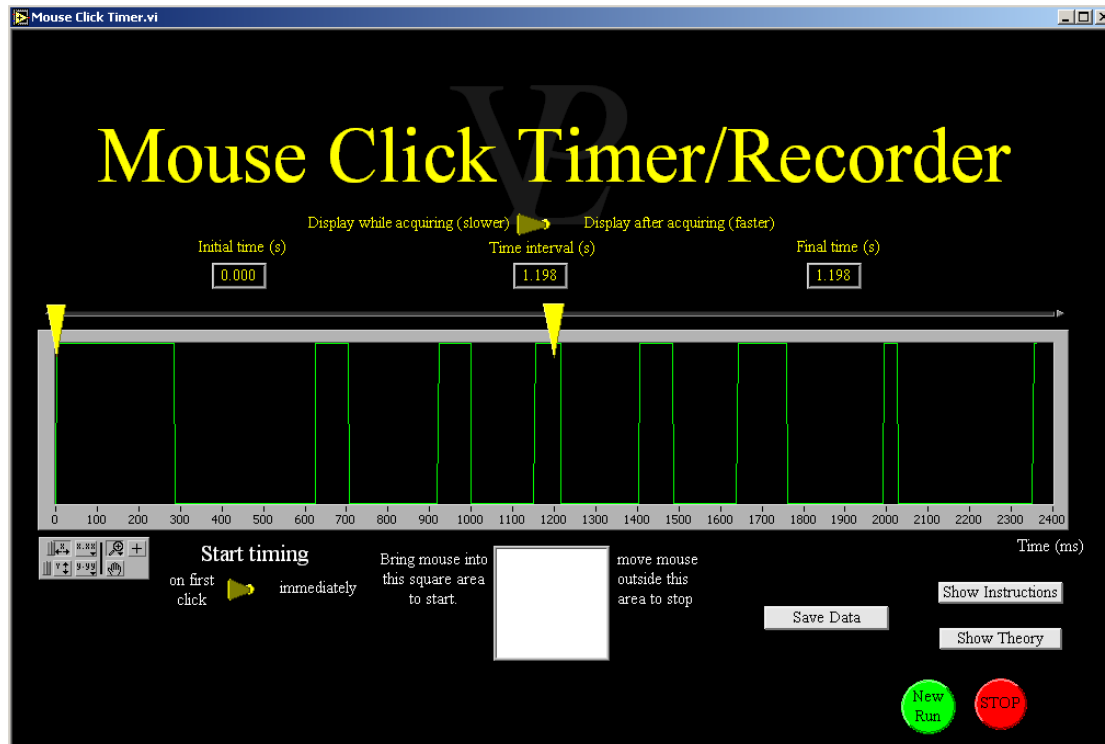 Mouse Click Timer.vi
VPL
Mouse Click Timer/Recorder
Display while acquiring (slower) Display after acquiring (faster)
Initial time (s) Time interval (s) Final time (s)
0.000 1.198 1.198
0 100 200 300 400 500 600 700 800 900 1000 1100 1200 1300 1400 1500 1600 1700 1800 1900 2000 2100 2200 2300 2400
Time (ms)
X X.XX
Y Y.YY
Start timing
on first
click
immediately
Bring mouse into
this square area
to start.
move mouse
outside this
area to stop
Save Data
Show Instructions
Show Theory
New
Run
STOP